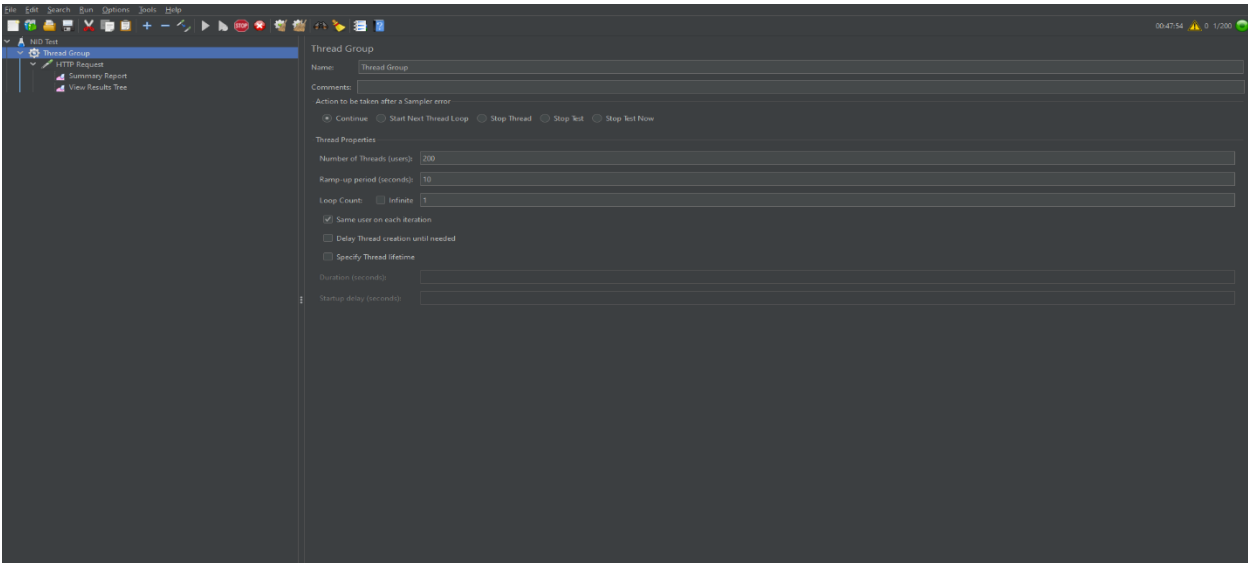 File Edit Search Run Options Tools Help
STOP
00:47:54 0 1/200
NID Test
Thread Group
HTTP Request
Summary Report
View Results Tree
Thread Group
Name: Thread Group
Comments:
Action to be taken after a Sampler error
Continue Start Next Thread Loop Stop Thread Stop Test Stop Test Now
Thread Properties
Number of Threads (users): 200
Ramp-up period (seconds): 10
Loop Count: Infinite 1
Same user on each iteration
Delay Thread creation until needed
Specify Thread lifetime
Duration (seconds):
Startup delay (seconds):